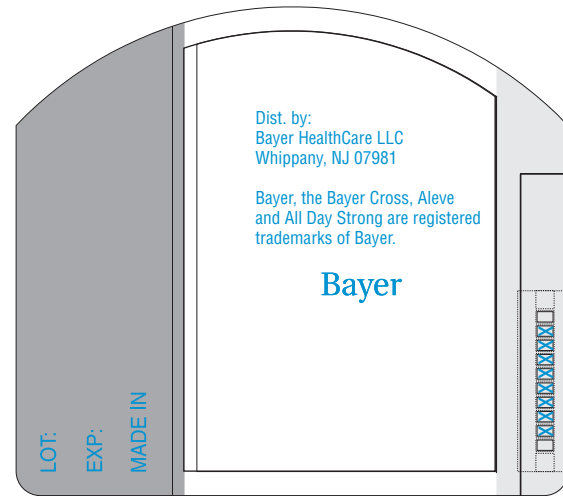 Dist. by:
Bayer HealthCare LLC
Whippany, NJ 07981
Bayer, the Bayer Cross, Aleve
and All Day Strong are registered
trademarks of Bayer.
Bayer
LOT:
EXP:
MADE IN